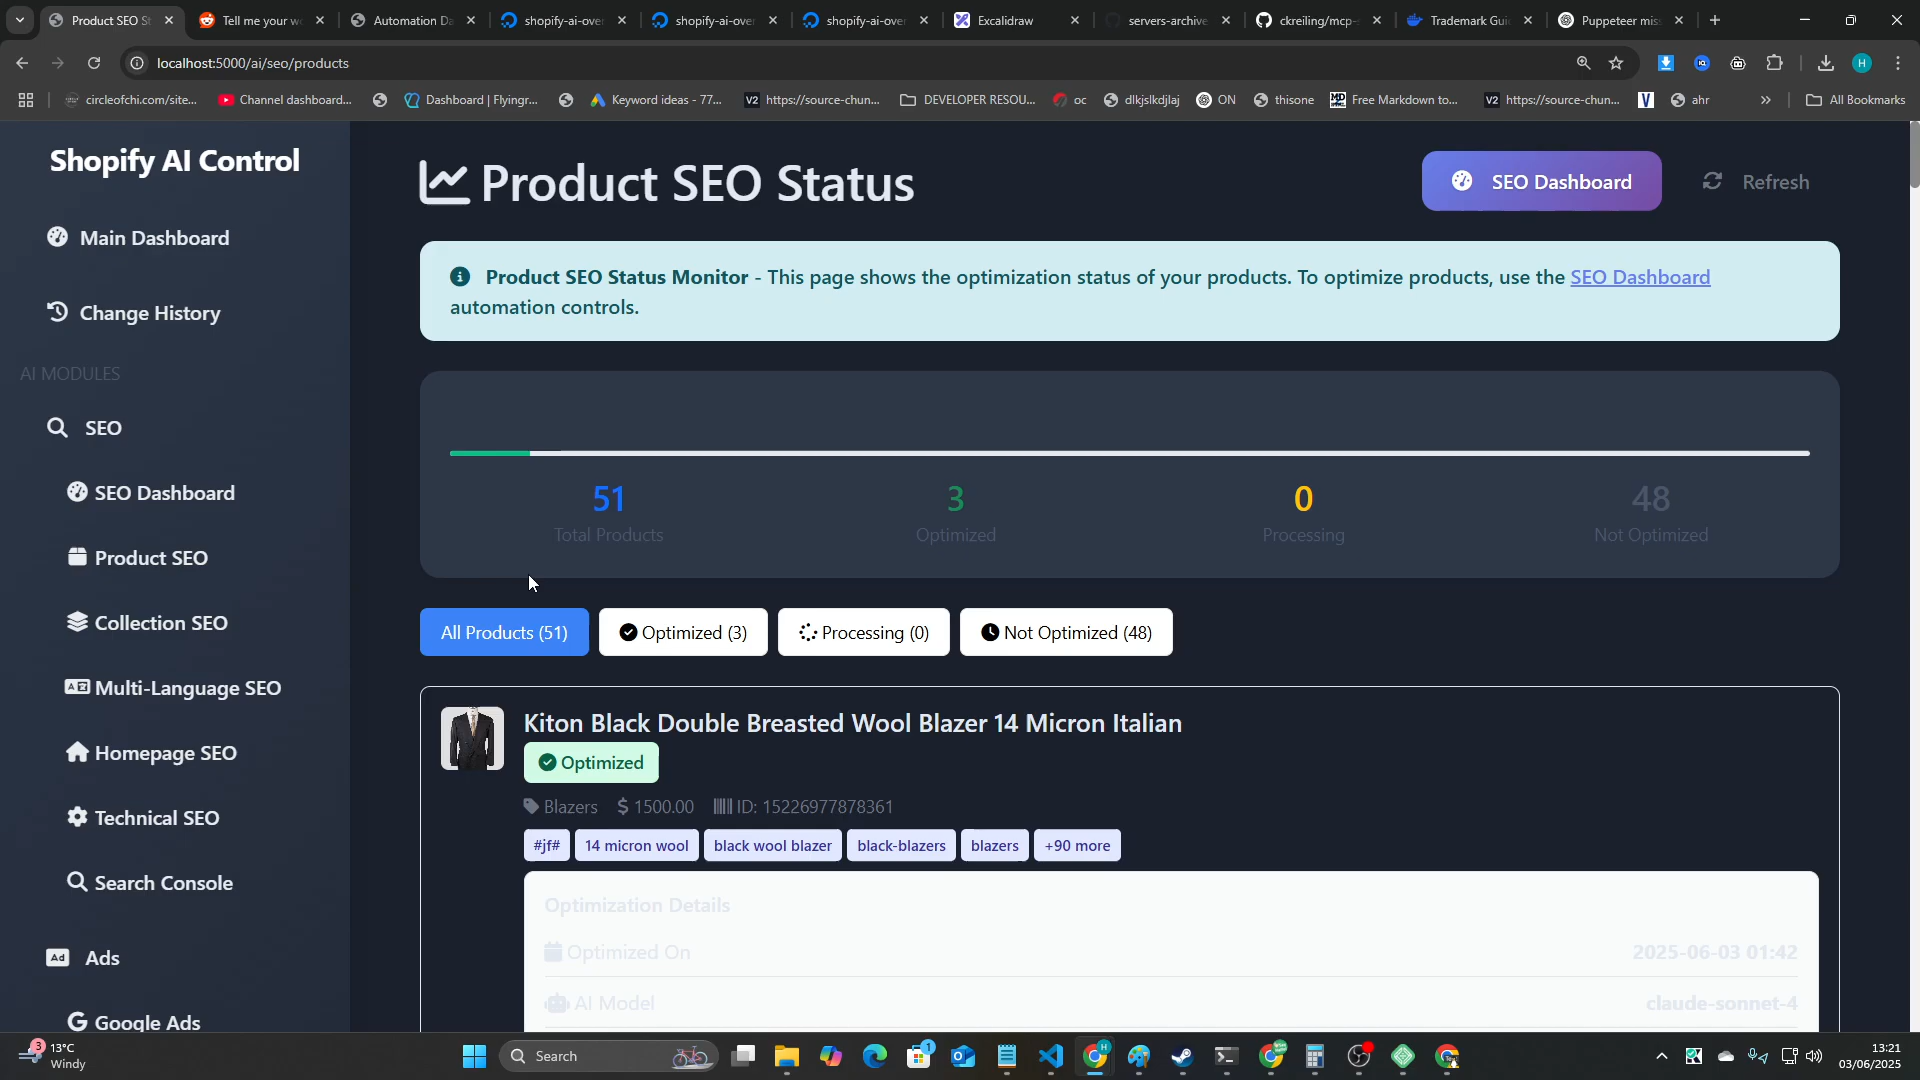 Product SEO St
Tell me your w
Automation Da
shopify-ai-over
shopify-ai-over
shopify-ai-over
Excalidraw
servers-archive
ckreiling/mcp-s
Trademark Gui
Puppeteer miss
localhost:5000/ai/seo/products
H
circleofchi.com/site...
Channel dashboard...
Dashboard | Flyingr...
Keyword ideas - 77...
V2 https://source-chun...
DEVELOPER RESOU...
oc
dlkjslkdjlaj
ON
thisone
MD Free Markdown to...
V2 https://source-chun...
V
ahr
»
All Bookmarks
Shopify AI Control
Main Dashboard
Change History
AI MODULES
SEO
SEO Dashboard
Product SEO
Collection SEO
Multi-Language SEO
Homepage SEO
Technical SEO
Search Console
Ad Ads
Google Ads
Product SEO Status
SEO Dashboard
Refresh
Product SEO Status Monitor - This page shows the optimization status of your products. To optimize products, use the SEO Dashboard
automation controls.
51
Total Products
3
Optimized
0
Processing
48
Not Optimized
All Products (51)
Optimized (3)
Processing (0)
Not Optimized (48)
Kiton Black Double Breasted Wool Blazer 14 Micron Italian
Optimized
Blazers $ 1500.00 ID: 15226977878361
#jf#
14 micron wool
black wool blazer
black-blazers
blazers
+90 more
Optimization Details
Optimized On
2025-06-03 01:42
AI Model
claude-sonnet-4
3
13°C
Windy
Search
1
H
13:21
03/06/2025